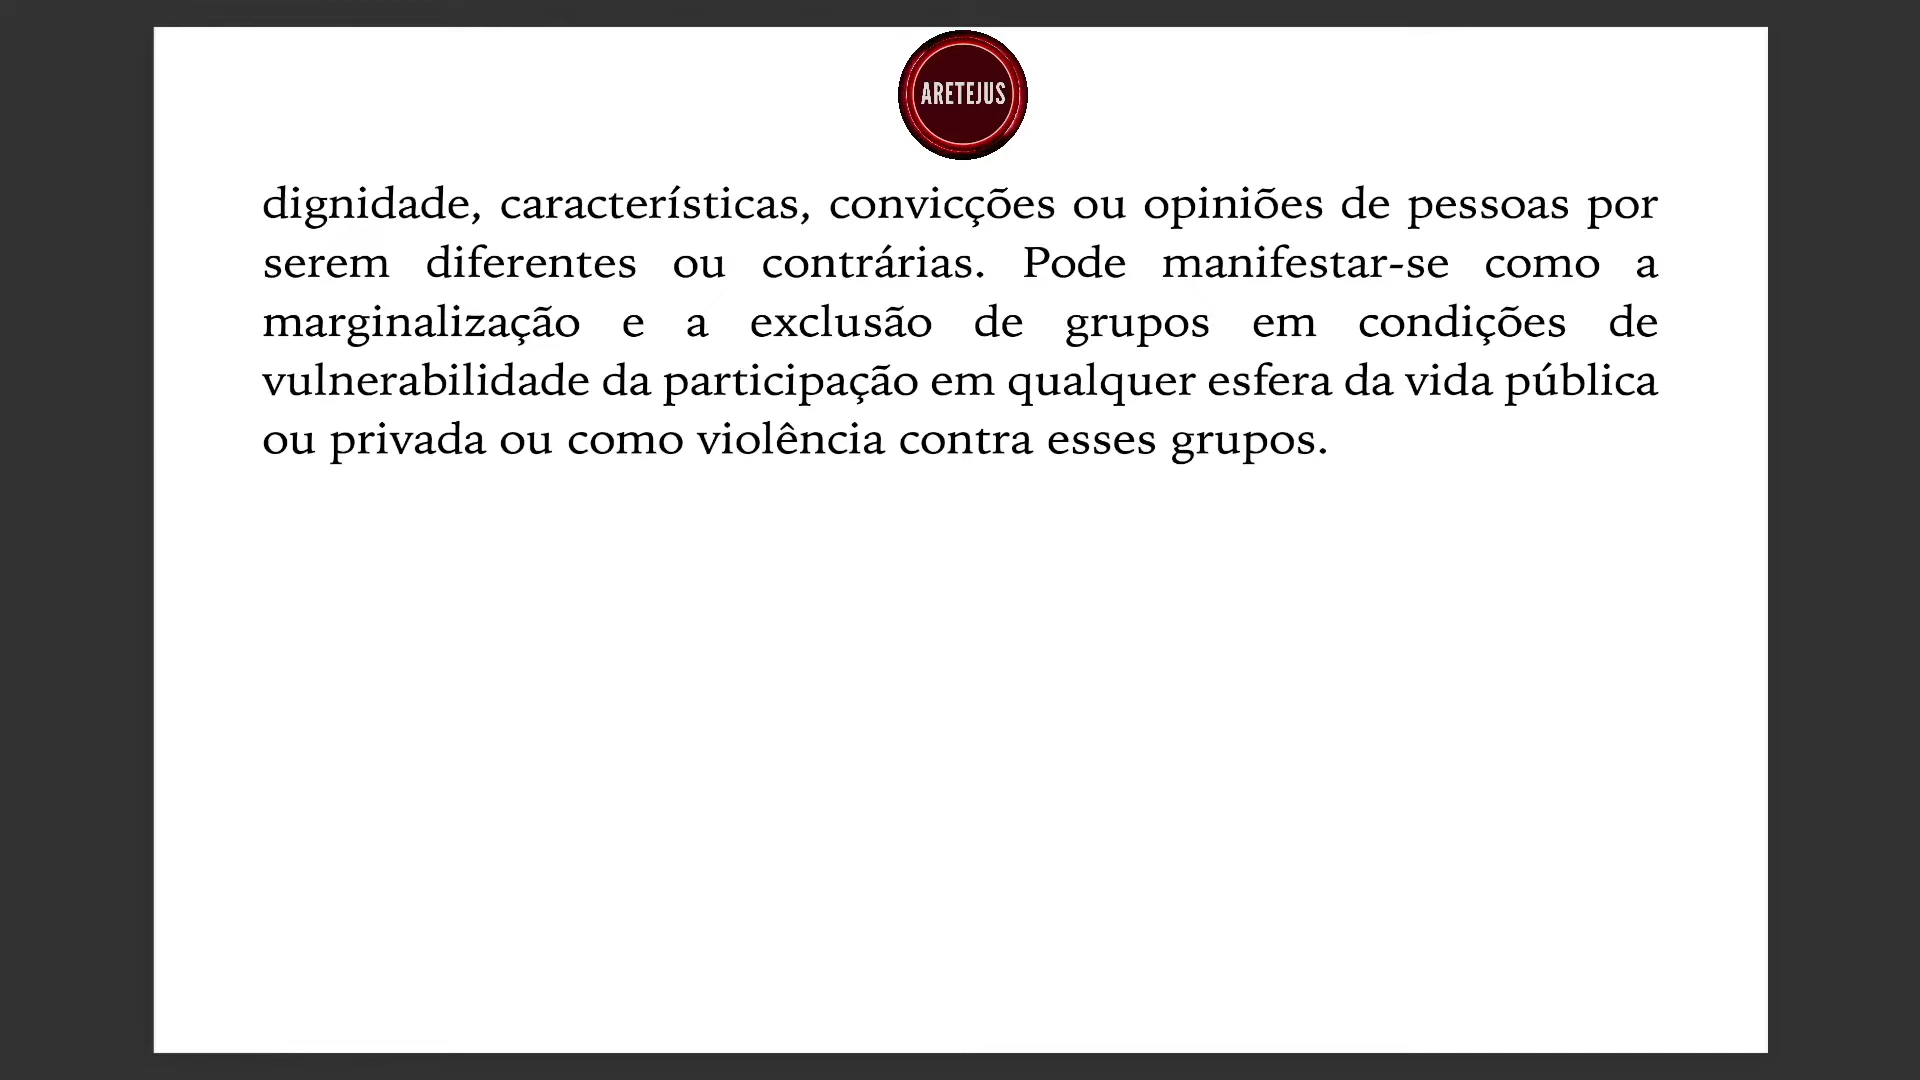 ARETEJUS
dignidade, características, convicções ou opiniões de pessoas por
serem diferentes ou contrárias. Pode manifestar-se como a
marginalização e a exclusão de grupos em condições de
vulnerabilidade da participação em qualquer esfera da vida pública
ou privada ou como violência contra esses grupos.